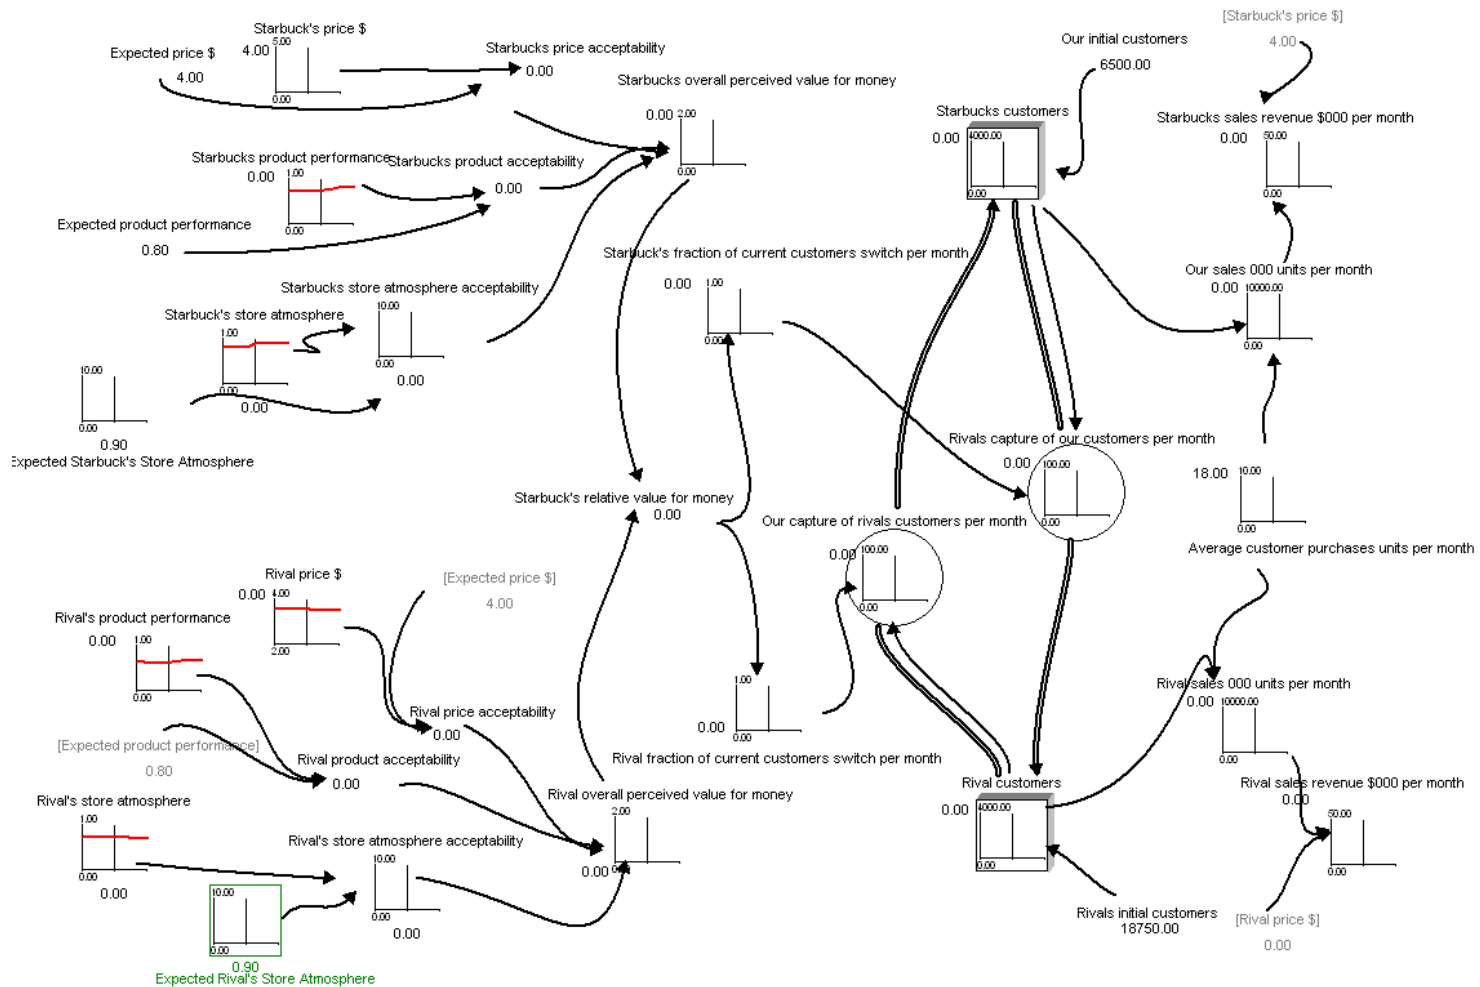 Starbuck's price $
5.00
4.00
0.00
Expected price $
4.00
Starbucks price acceptability
0.00
Starbucks overall perceived value for money
0.00
2.00
0.00
Starbucks product performance
0.00
1.00
0.00
Starbucks product acceptability
0.00
Expected product performance
0.80
Starbucks store atmosphere acceptability
10.00
0.00
0.00
Starbuck's store atmosphere
1.00
0.00
0.00
10.00
0.00
0.90
Expected Starbuck's Store Atmosphere
Starbuck's fraction of current customers switch per month
0.00
1.00
0.00
Starbuck's relative value for money
0.00
[Starbuck's price $]
4.00
Our initial customers
6500.00
Starbucks customers
0.00
4000.00
0.00
Starbucks sales revenue $000 per month
0.00
50.00
0.00
Our sales 000 units per month
0.00
10000.00
0.00
Rivals capture of our customers per month
0.00
100.00
0.00
18.00
10.00
0.00
Average customer purchases units per month
Our capture of rivals customers per month
0.00
100.00
0.00
Rival price $
0.00
4.00
2.00
[Expected price $]
4.00
Rival's product performance
0.00
1.00
0.00
Rival price acceptability
0.00
[Expected product performance]
0.80
Rival product acceptability
0.00
Rival's store atmosphere
1.00
0.00
0.00
Rival's store atmosphere acceptability
10.00
0.00
0.00
10.00
0.00
0.90
Expected Rival's Store Atmosphere
1.00
0.00
0.00
Rival fraction of current customers switch per month
Rival overall perceived value for money
2.00
0.00
0.00
Rival customers
0.00
4000.00
0.00
Rival sales 000 units per month
0.00
10000.00
0.00
Rival sales revenue $000 per month
0.00
50.00
0.00
Rivals initial customers
18750.00
[Rival price $]
0.00